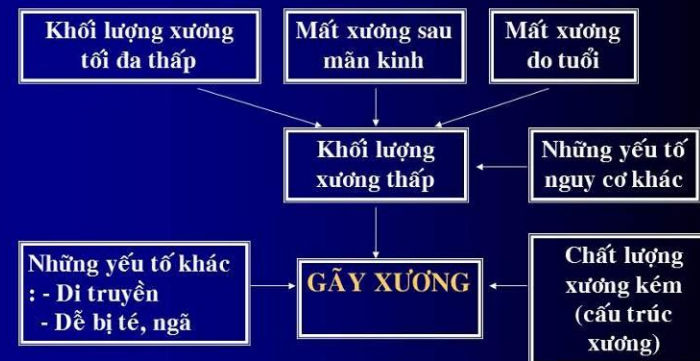 Khối lượng xương
tối đa thấp
Mất xương sau
mãn kinh
Mất xương
do tuổi
Khối lượng
xương thấp
Những yếu tố
nguy cơ khác
Những yếu tố khác
: - Di truyền
- Dễ bị té, ngã
GÃY XƯƠNG
Chất lượng
xương kém
(cấu trúc
xương)